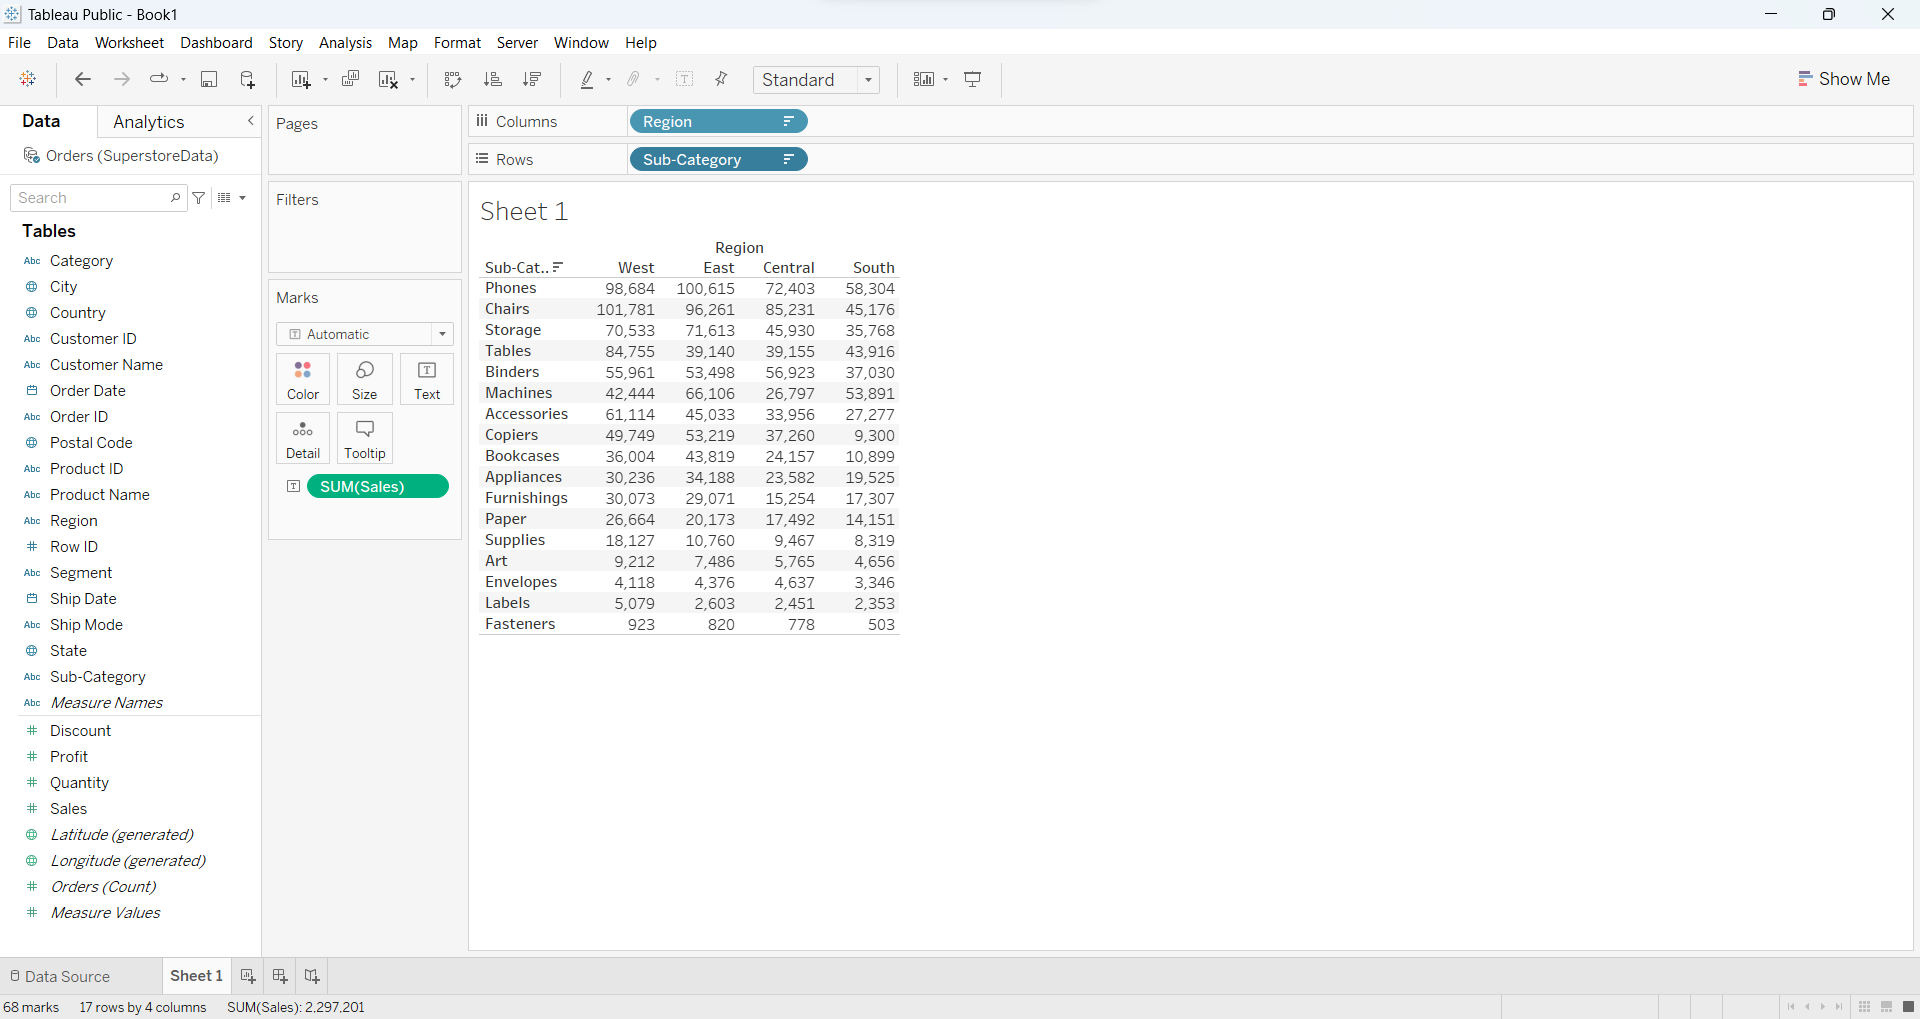 Tableau Public - Book1
File Data Worksheet Dashboard Story Analysis Map Format Server Window Help
Standard
Show Me
Data
Analytics
Orders (SuperstoreData)
Search
Tables
Abc Category
City
Country
Abc Customer ID
Abc Customer Name
Order Date
Abc Order ID
Postal Code
Abc Product ID
Abc Product Name
Abc Region
# Row ID
Abc Segment
Ship Date
Abc Ship Mode
State
Abc Sub-Category
Abc Measure Names
# Discount
# Profit
# Quantity
# Sales
Latitude (generated)
Longitude (generated)
# Orders (Count)
# Measure Values
Pages
Filters
Marks
T Automatic
Color
Size
T Text
Detail
Tooltip
T SUM(Sales)
Columns
Region
Rows
Sub-Category
Sheet 1
Region
Sub-Cat.. West East Central South
Phones 98,684 100,615 72,403 58,304
Chairs 101,781 96,261 85,231 45,176
Storage 70,533 71,613 45,930 35,768
Tables 84,755 39,140 39,155 43,916
Binders 55,961 53,498 56,923 37,030
Machines 42,444 66,106 26,797 53,891
Accessories 61,114 45,033 33,956 27,277
Copiers 49,749 53,219 37,260 9,300
Bookcases 36,004 43,819 24,157 10,899
Appliances 30,236 34,188 23,582 19,525
Furnishings 30,073 29,071 15,254 17,307
Paper 26,664 20,173 17,492 14,151
Supplies 18,127 10,760 9,467 8,319
Art 9,212 7,486 5,765 4,656
Envelopes 4,118 4,376 4,637 3,346
Labels 5,079 2,603 2,451 2,353
Fasteners 923 820 778 503
Data Source
Sheet 1
68 marks 17 rows by 4 columns SUM(Sales): 2,297,201